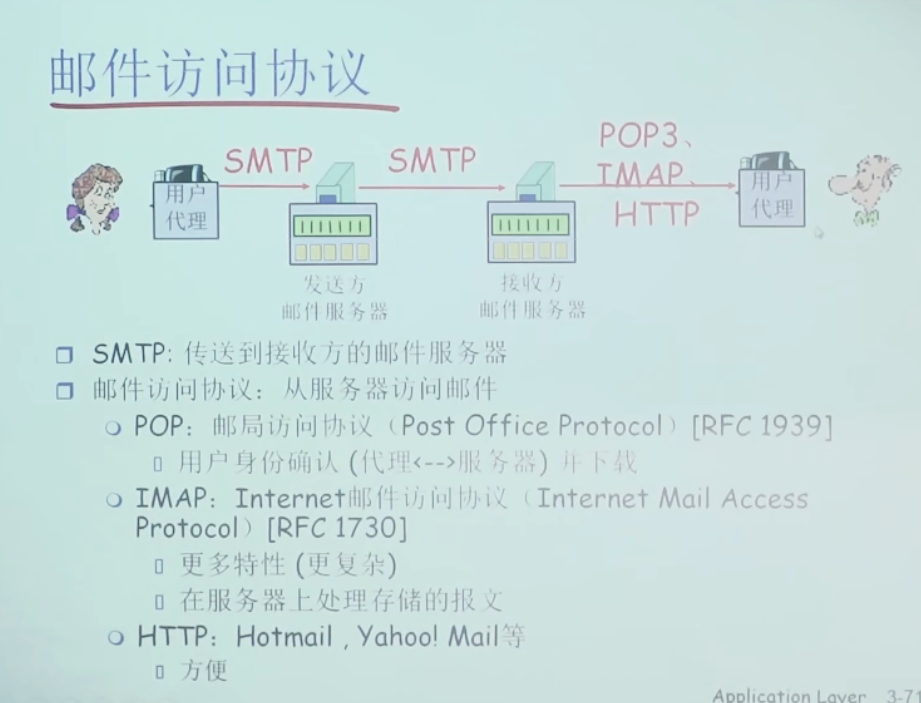 邮件访问协议
SMTP
SMTP
POP3、
IMAP、
HTTP
用户
代理
用户
代理
发送方
邮件服务器
接收方
邮件服务器
SMTP: 传送到接收方的邮件服务器
邮件访问协议：从服务器访问邮件
POP：邮局访问协议（Post Office Protocol）[RFC 1939]
用户身份确认 (代理<-->服务器) 并下载
IMAP：Internet邮件访问协议（Internet Mail Access
Protocol）[RFC 1730]
更多特性 (更复杂)
在服务器上处理存储的报文
HTTP：Hotmail , Yahoo! Mail等
方便
Application Layer 3-71